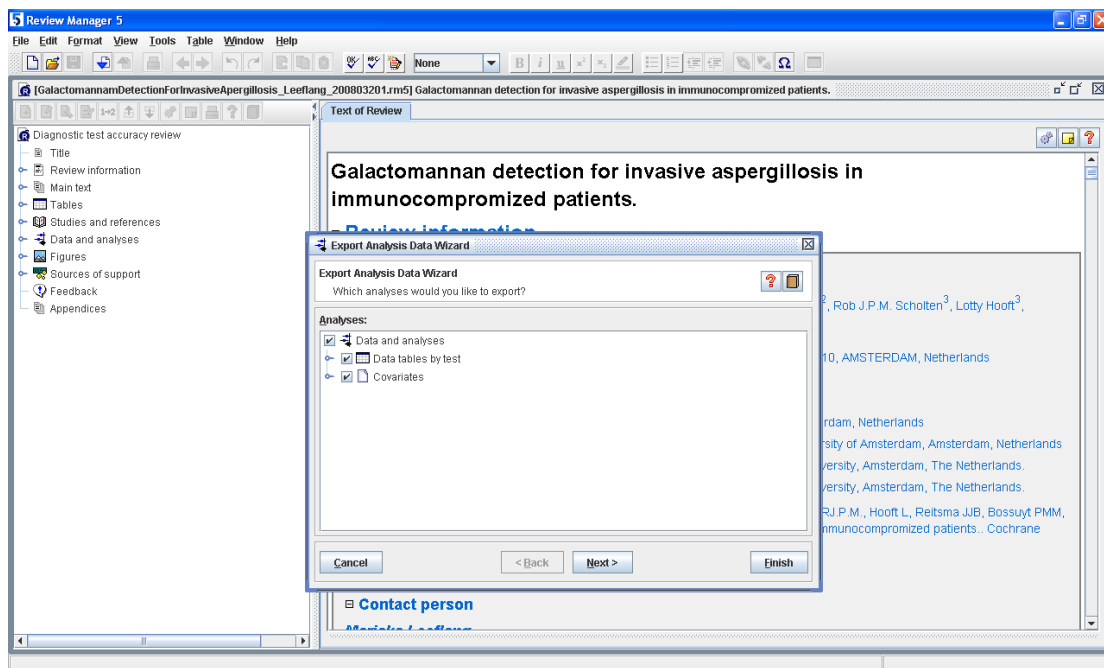 Review Manager 5
File Edit Format View Tools Table Window Help
None
[GalactomannamDetectionForInvasiveApergillosis_Leeflang_200803201.rm5] Galactomannan detection for invasive aspergillosis in immunocompromized patients.
Text of Review
Diagnostic test accuracy review
Title
Review information
Main text
Tables
Studies and references
Data and analyses
Figures
Sources of support
Feedback
Appendices
Galactomannan detection for invasive aspergillosis in
immunocompromized patients.
Review information
Export Analysis Data Wizard
Export Analysis Data Wizard
Which analyses would you like to export?
Analyses:
Data and analyses
Data tables by test
Covariates
Cancel
< Back
Next >
Finish
2, Rob J.P.M. Scholten3, Lotty Hooft3,
10, AMSTERDAM, Netherlands
rdam, Netherlands
rsity of Amsterdam, Amsterdam, Netherlands
versity, Amsterdam, The Netherlands.
versity, Amsterdam, The Netherlands.
RJ.P.M., Hooft L, Reitsma JJB, Bossuyt PMM,
mmunocompromized patients.. Cochrane
Contact person